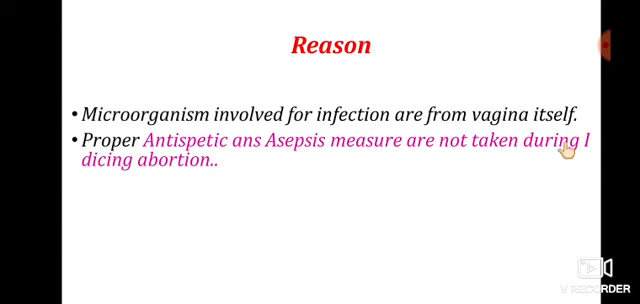 Reason
• Microorganism involved for infection are from vagina itself.
• Proper Antispetic ans Asepsis measure are not taken during I
dicing abortion..
V RECORDER